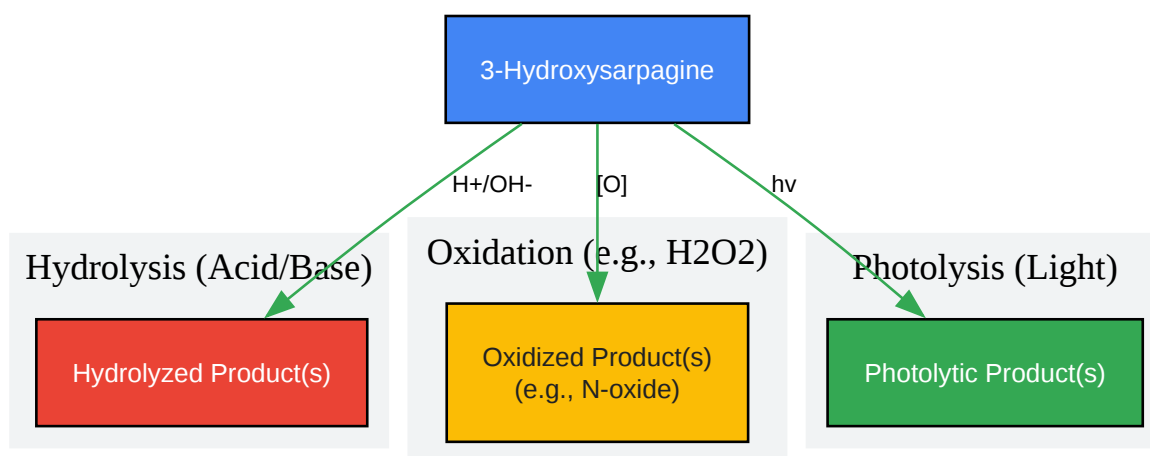 3-Hydroxysarpagine
H+/OH-
[O]
hv
Hydrolysis (Acid/Base)
Oxidation (e.g., H2O2)
Photolysis (Light)
Hydrolyzed Product(s)
Oxidized Product(s)
(e.g., N-oxide)
Photolytic Product(s)